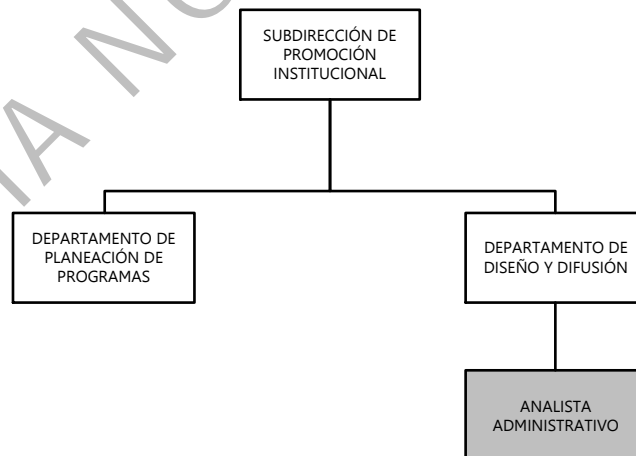 SUBDIRECCIÓN DE
PROMOCIÓN
INSTITUCIONAL
DEPARTAMENTO DE
PLANEACIÓN DE
PROGRAMAS
DEPARTAMENTO DE
DISEÑO Y DIFUSIÓN
ANALISTA
ADMINISTRATIVO